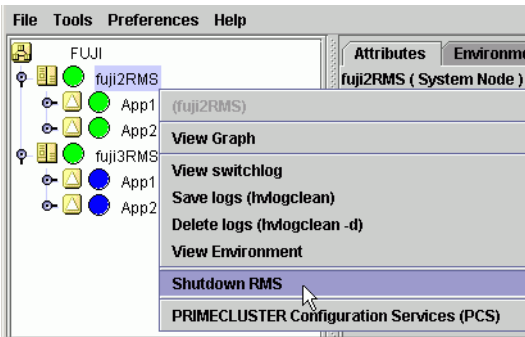 File Tools Preferences Help
FUJI
fuji2RMS
App1
App2
fuji3RMS
App1
App2
Attributes
fuji2RMS ( System Node )
(fuji2RMS)
View Graph
View switchlog
Save logs (hvlogclean)
Delete logs (hvlogclean -d)
View Environment
Shutdown RMS
PRIMECLUSTER Configuration Services (PCS)